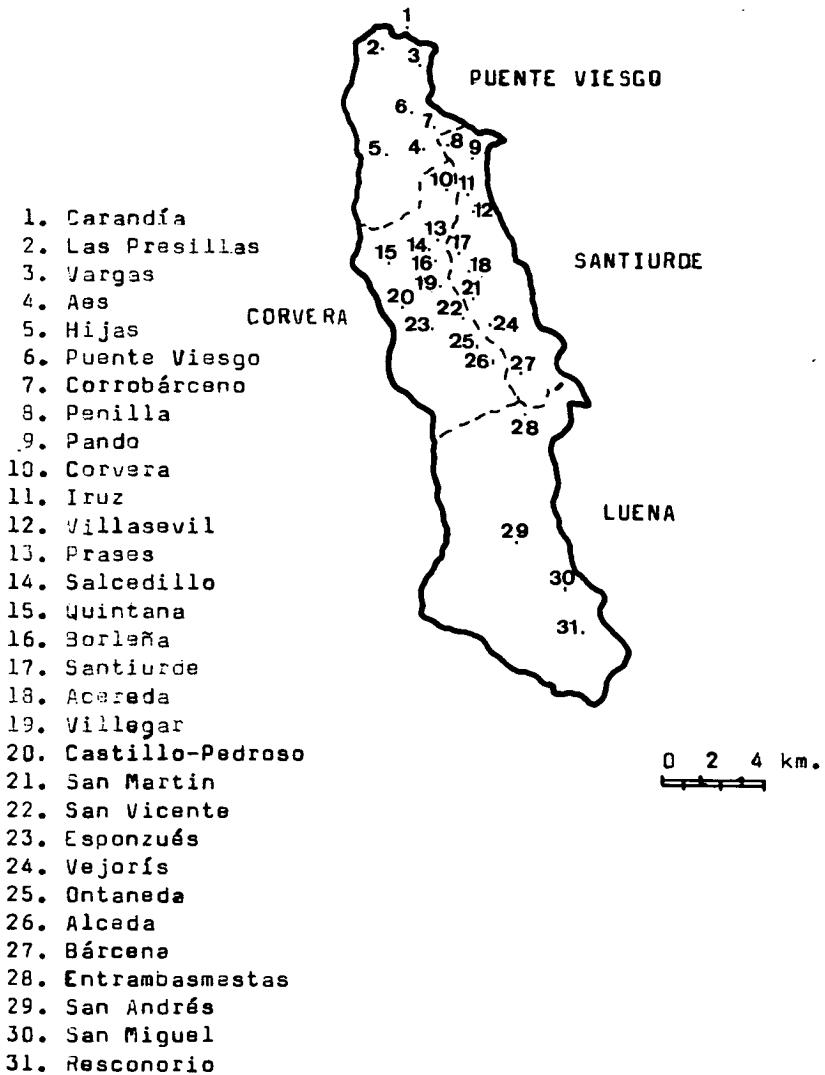 1
2.
3.
PUENTE VIESGO
6.
7.
8
5.
4.
9
10
11
12
13
14
15
17
16
18
SANTIURDE
19
21
20
CORVERA
22
23.
24
25
26.
27
28
LUENA
29
30
31.
0 2 4 km.
1. Carandía
2. Las Presillas
3. Vargas
4. Aes
5. Hijas
6. Puente Viesgo
7. Corrobárceno
8. Penilla
9. Pando
10. Corvera
11. Iruz
12. Villasevil
13. Prases
14. Salcedillo
15. Quintana
16. Borleña
17. Santiurde
18. Acereda
19. Villegar
20. Castillo-Pedroso
21. San Martin
22. San Vicente
23. Esponzués
24. Vejorís
25. Ontaneda
26. Alceda
27. Bárcena
28. Entrambasmestas
29. San Andrés
30. San Miguel
31. Resconorio